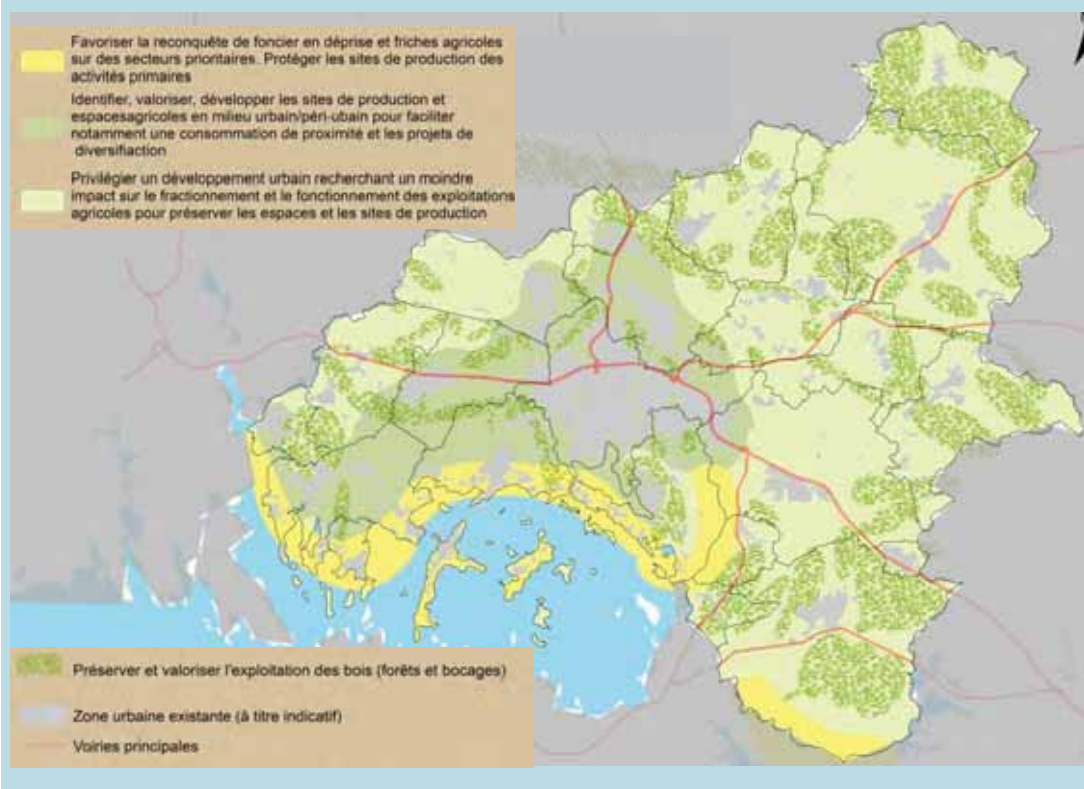 Favoriser la reconquête de foncier en déprise et friches agricoles
sur des secteurs prioritaires. Protéger les sites de production des
activités primaires
Identifier, valoriser, développer les sites de production et
espacesagricoles en milieu urbain/péri-ubain pour faciliter
notamment une consommation de proximité et les projets de
diversifiaction
Privilégier un développement urbain recherchant un moindre
impact sur le fractionnement et le fonctionnement des exploitations
agricoles pour préserver les espaces et les sites de production
Préserver et valoriser l'exploitation des bois (forêts et bocages)
Zone urbaine existante (à titre indicatif)
Voiries principales